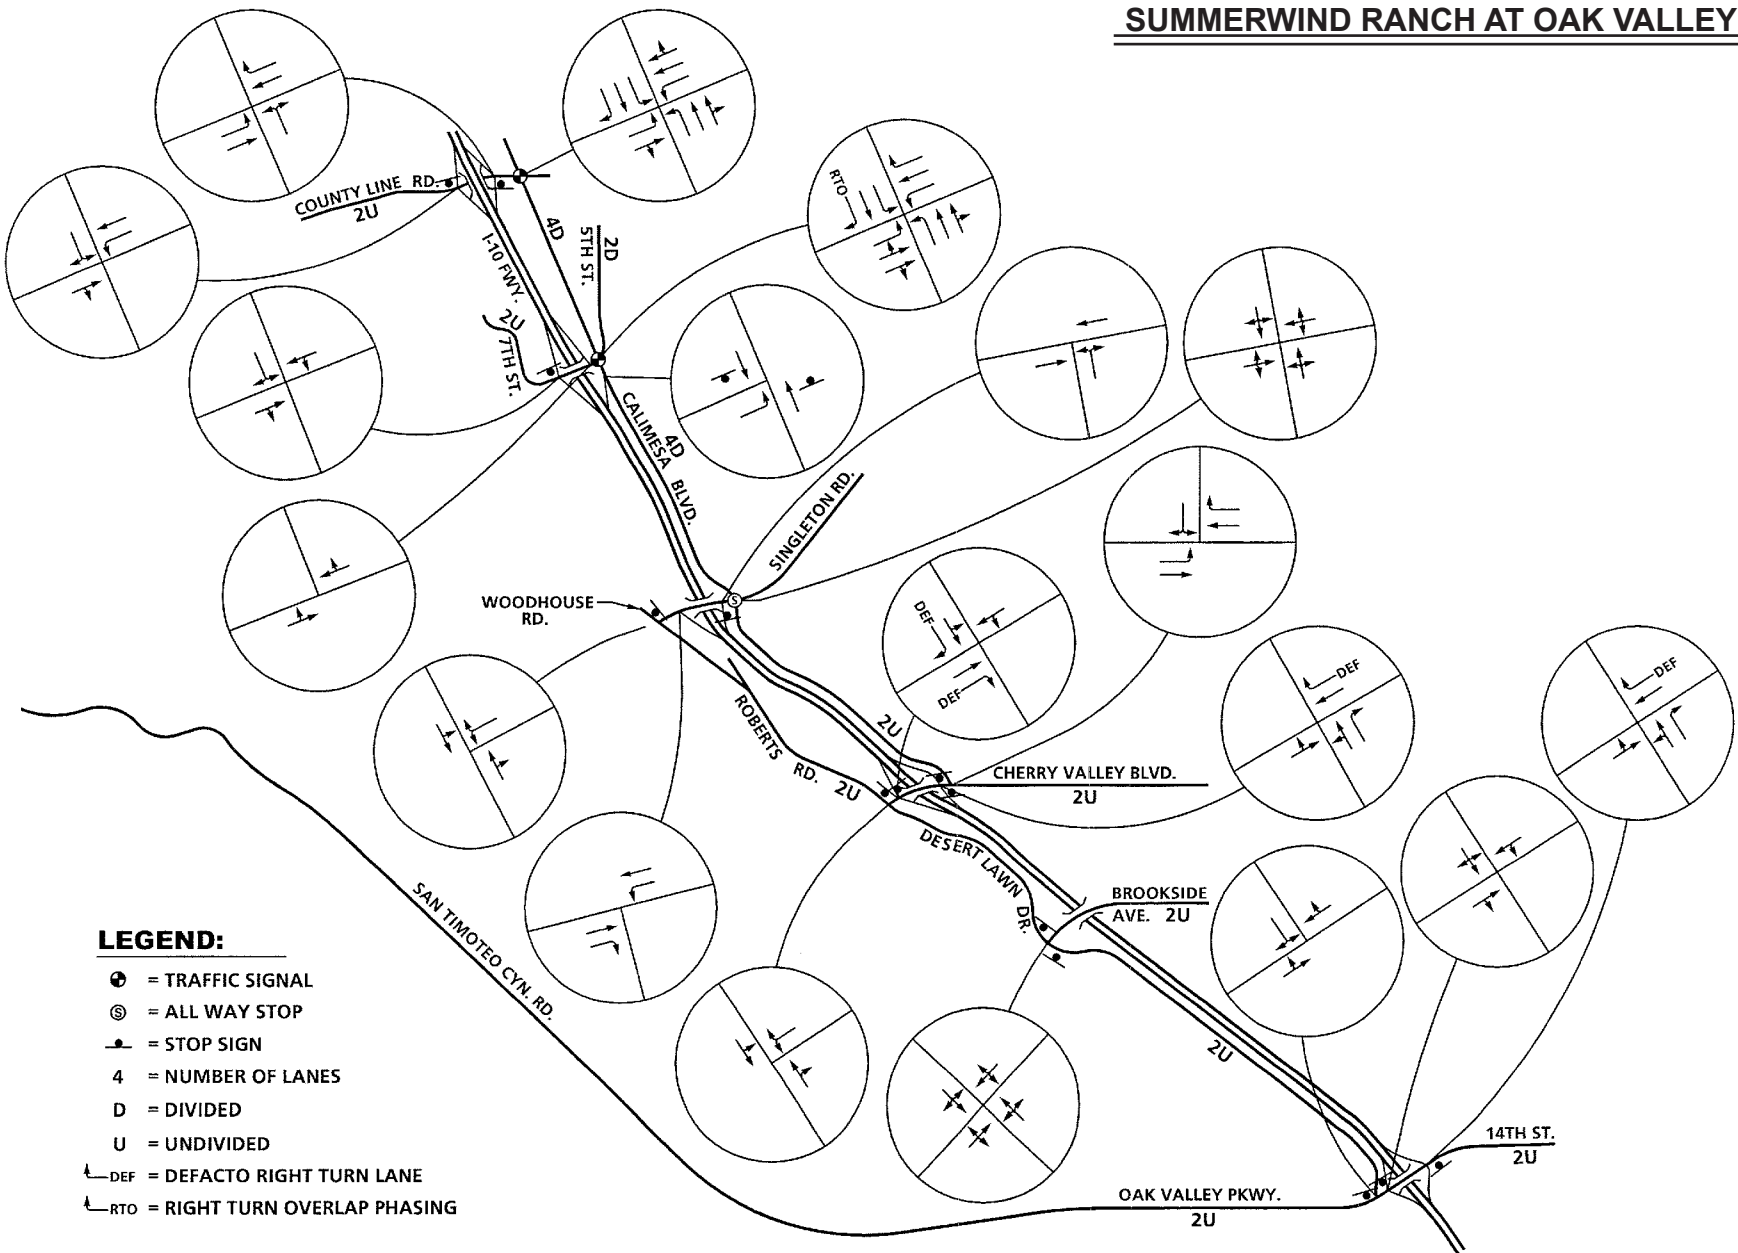 SUMMERWIND RANCH AT OAK VALLEY
COUNTY LINE RD.
2U
I-10 FWY.
4D
2D
5TH ST.
RTO
2U
7TH ST.
CALIMESA BLVD.
4D
SINGLETON RD.
WOODHOUSE
RD.
S
DEF
DEF
DEF
DEF
ROBERTS RD. 2U
2U
CHERRY VALLEY BLVD.
2U
DESERT LAWN DR.
BROOKSIDE
AVE. 2U
SAN TIMOTEO CYN. RD.
2U
14TH ST.
2U
OAK VALLEY PKWY.
2U
LEGEND:
= TRAFFIC SIGNAL
S = ALL WAY STOP
= STOP SIGN
4 = NUMBER OF LANES
D = DIVIDED
U = UNDIVIDED
DEF = DEFACTO RIGHT TURN LANE
RTO = RIGHT TURN OVERLAP PHASING